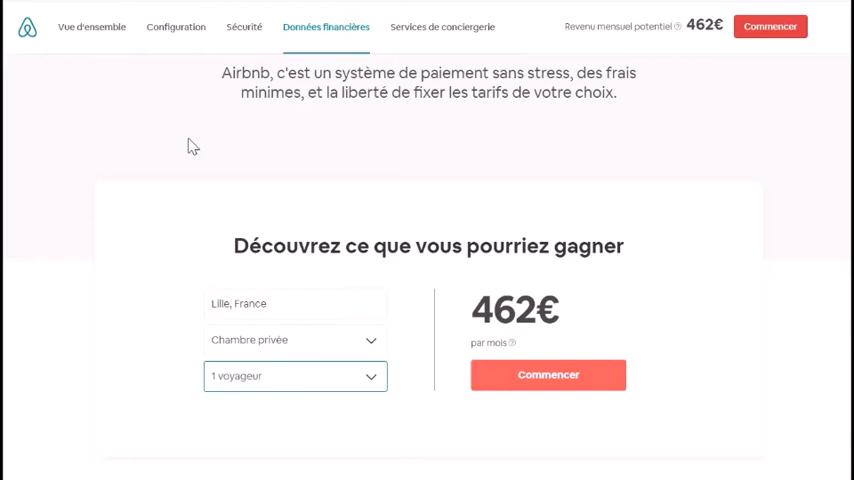 Vue d'ensemble Configuration Sécurité Données financières Services de conciergerie Revenu mensuel potentiel ? 462€ Commencer
Airbnb, c'est un système de paiement sans stress, des frais
minimes, et la liberté de fixer les tarifs de votre choix.
Découvrez ce que vous pourriez gagner
Lille, France
Chambre privée
1 voyageur
462€
par mois ?
Commencer